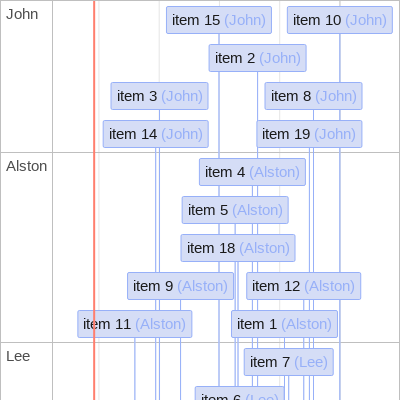 John
item 15 (John)
item 10 (John)
item 2 (John)
item 3 (John)
item 8 (John)
item 14 (John)
item 19 (John)
Alston
item 4 (Alston)
item 5 (Alston)
item 18 (Alston)
item 9 (Alston)
item 12 (Alston)
item 11 (Alston)
item 1 (Alston)
Lee
item 7 (Lee)
item 6 (Lee)